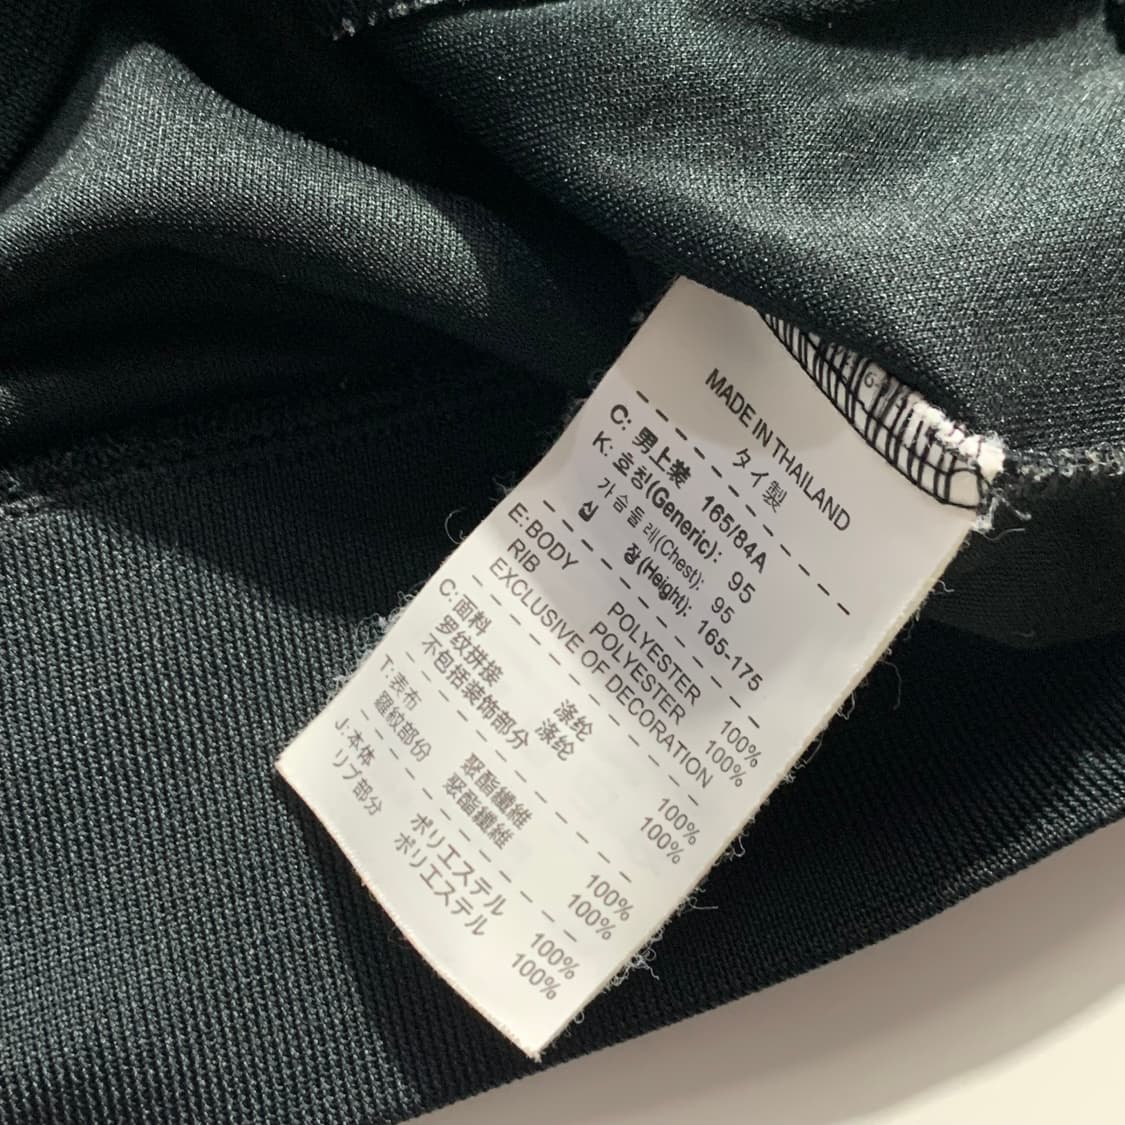 MADE IN THAILAND
タイ製
C: 男上装 165/84A
K: 호칭(Generic): 95
가슴둘레(Chest): 95
신 장(Height): 165-175
E: BODY POLYESTER 100%
RIB POLYESTER 100%
EXCLUSIVE OF DECORATION
C: 面料 涤纶 100%
罗纹拼接 涤纶 100%
不包括装饰部分
T: 表布 聚酯纖維 100%
羅紋部份 聚酯纖維 100%
J: 本体 ポリエステル 100%
リブ部分 ポリエステル 100%